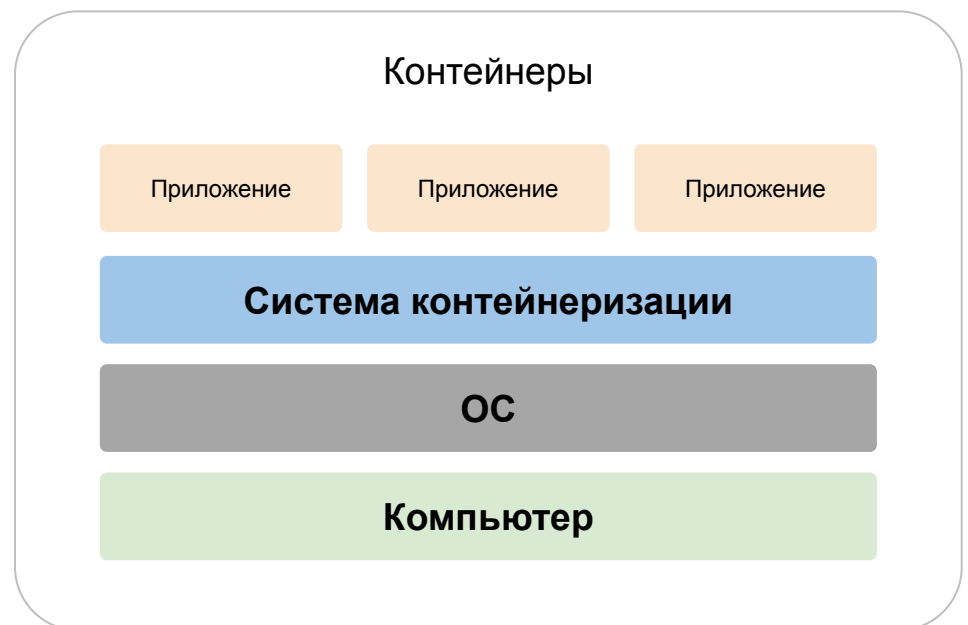 Контейнеры
Приложение Приложение Приложение
Система контейнеризации
ОС
Компьютер